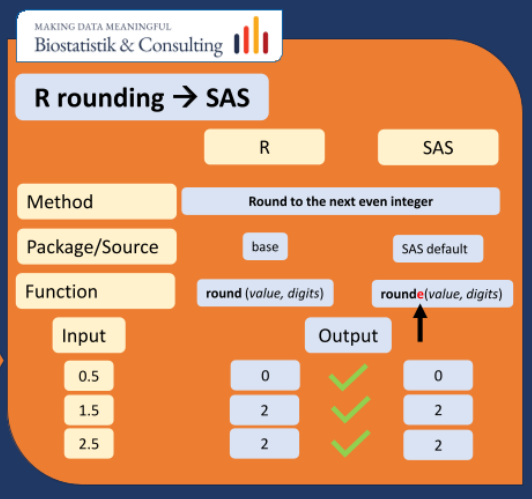 MAKING DATA MEANINGFUL
Biostatistik & Consulting
R rounding → SAS
R SAS
Method Round to the next even integer
Package/Source base SAS default
Function round (value, digits) rounde(value, digits)
Input Output
0.5 0 0
1.5 2 2
2.5 2 2